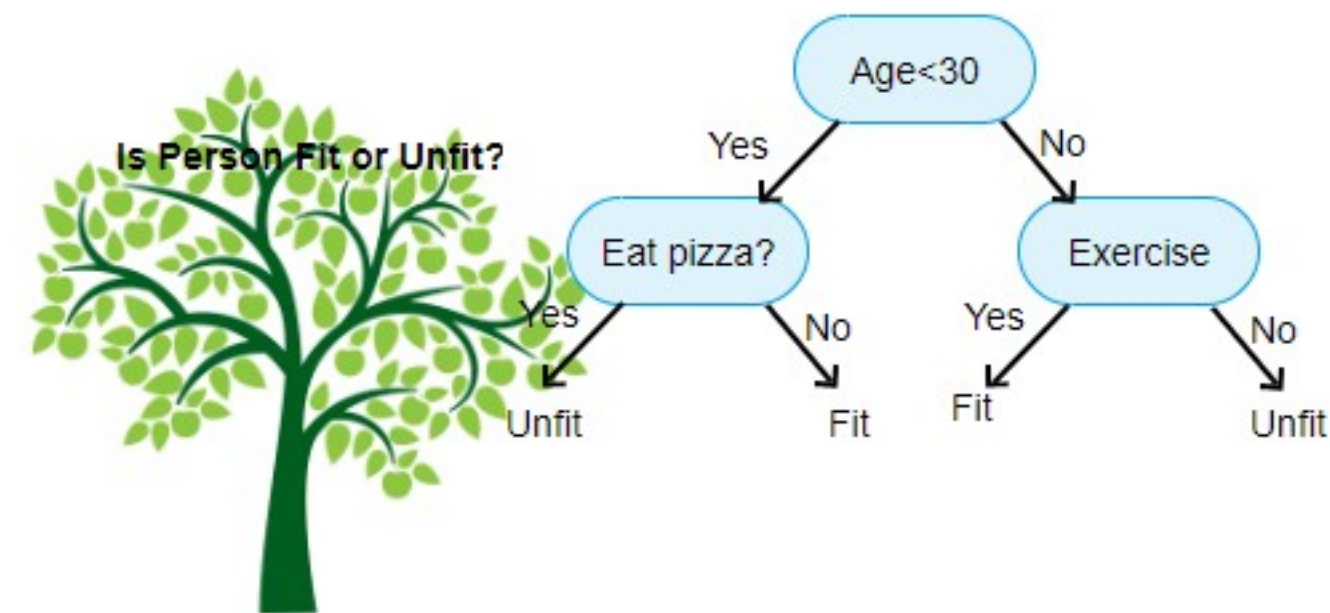 Is Person Fit or Unfit?
Age<30
Yes
No
Eat pizza?
Exercise
Yes
No
Yes
No
Unfit
Fit
Fit
Unfit